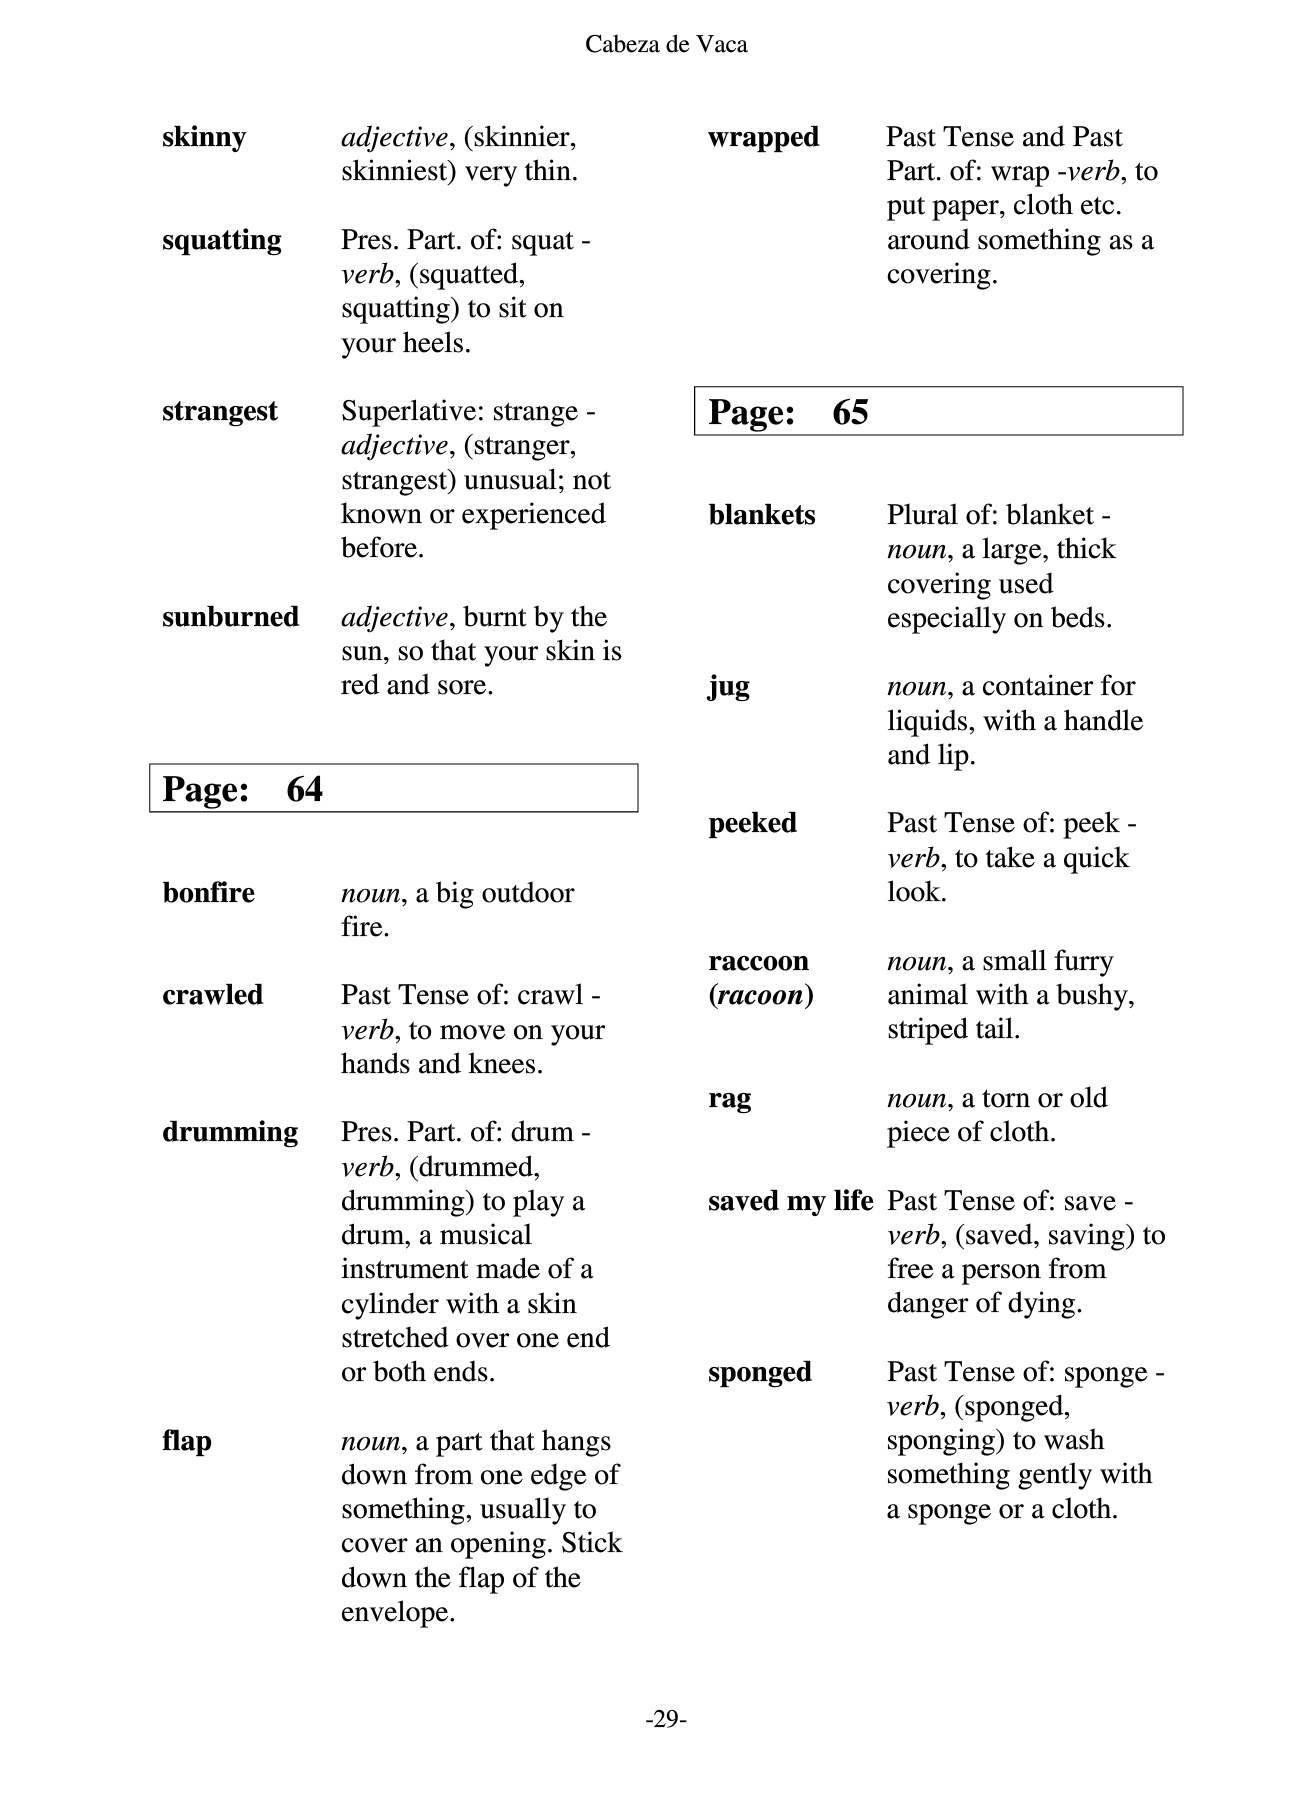 Cabeza de Vaca
skinny adjective, (skinnier,
skinniest) very thin.
squatting Pres. Part. of: squat -
verb, (squatted,
squatting) to sit on
your heels.
strangest Superlative: strange -
adjective, (stranger,
strangest) unusual; not
known or experienced
before.
sunburned adjective, burnt by the
sun, so that your skin is
red and sore.
Page: 64
bonfire noun, a big outdoor
fire.
crawled Past Tense of: crawl -
verb, to move on your
hands and knees.
drumming Pres. Part. of: drum -
verb, (drummed,
drumming) to play a
drum, a musical
instrument made of a
cylinder with a skin
stretched over one end
or both ends.
flap noun, a part that hangs
down from one edge of
something, usually to
cover an opening. Stick
down the flap of the
envelope.
wrapped Past Tense and Past
Part. of: wrap -verb, to
put paper, cloth etc.
around something as a
covering.
Page: 65
blankets Plural of: blanket -
noun, a large, thick
covering used
especially on beds.
jug noun, a container for
liquids, with a handle
and lip.
peeked Past Tense of: peek -
verb, to take a quick
look.
raccoon noun, a small furry
(racoon) animal with a bushy,
striped tail.
rag noun, a torn or old
piece of cloth.
saved my life Past Tense of: save -
verb, (saved, saving) to
free a person from
danger of dying.
sponged Past Tense of: sponge -
verb, (sponged,
sponging) to wash
something gently with
a sponge or a cloth.
-29-